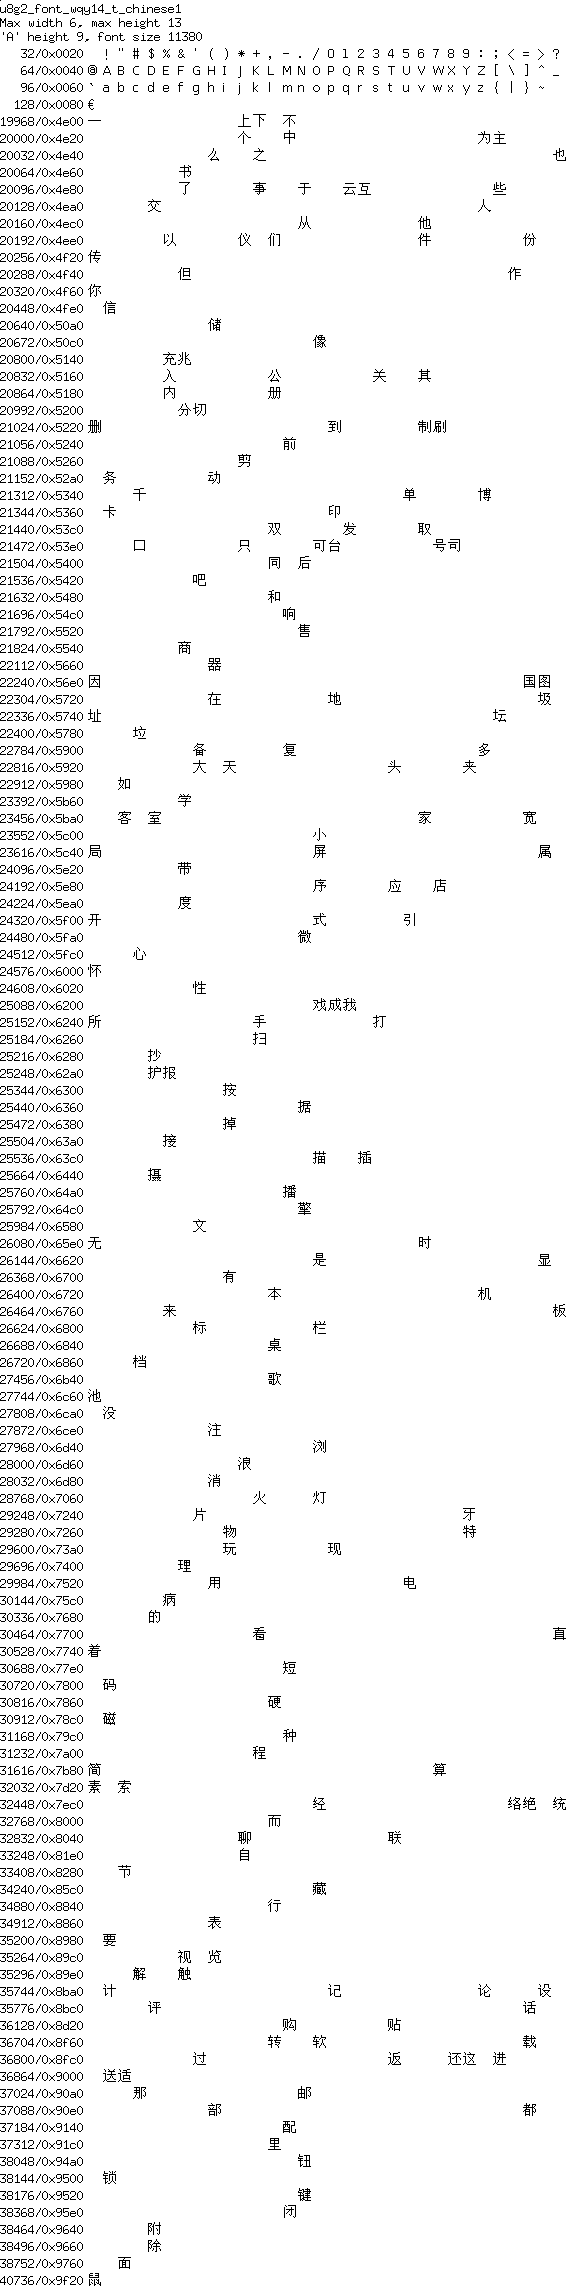 u8g2_font_wqy14_t_chinese1
Max width 6, max height 13
'A' height 9, font size 11380
32/0x0020 ! " # $ % & ' ( ) * + , - . / 0 1 2 3 4 5 6 7 8 9 : ; < = > ?
64/0x0040 @ A B C D E F G H I J K L M N O P Q R S T U V W X Y Z [ \ ] ^ _
96/0x0060 ` a b c d e f g h i j k l m n o p q r s t u v w x y z { | } ~
128/0x0080 €
19968/0x4e00 一 上下 不
20000/0x4e20 个 中 为主
20032/0x4e40 么 之 也
20064/0x4e60 书
20096/0x4e80 了 事 于 云互 些
20128/0x4ea0 交 人
20160/0x4ec0 从 他
20192/0x4ee0 以 仪 们 件 份
20256/0x4f20 传
20288/0x4f40 但 作
20320/0x4f60 你
20448/0x4fe0 信
20640/0x50a0 储
20672/0x50c0 像
20800/0x5140 充兆
20832/0x5160 入 公 关 其
20864/0x5180 内 册
20992/0x5200 分切
21024/0x5220 删 到 制刷
21056/0x5240 前
21088/0x5260 剪
21152/0x52a0 务 动
21312/0x5340 千 单 博
21344/0x5360 卡 印
21440/0x53c0 双 发 取
21472/0x53e0 口 只 可台 号司
21504/0x5400 同 后
21536/0x5420 吧
21632/0x5480 和
21696/0x54c0 响
21792/0x5520 售
21824/0x5540 商
22112/0x5660 器
22240/0x56e0 因 国图
22304/0x5720 在 地 圾
22336/0x5740 址 坛
22400/0x5780 垃
22784/0x5900 备 复 多
22816/0x5920 大 天 头 夹
22912/0x5980 如
23392/0x5b60 学
23456/0x5ba0 客 室 家 宽
23552/0x5c00 小
23616/0x5c40 局 屏 属
24096/0x5e20 带
24192/0x5e80 序 应 店
24224/0x5ea0 度
24320/0x5f00 开 式 引
24480/0x5fa0 微
24512/0x5fc0 心
24576/0x6000 怀
24608/0x6020 性
25088/0x6200 戏成我
25152/0x6240 所 手 打
25184/0x6260 扫
25216/0x6280 抄
25248/0x62a0 护报
25344/0x6300 按
25440/0x6360 据
25472/0x6380 掉
25504/0x63a0 接
25536/0x63c0 描 插
25664/0x6440 摄
25760/0x64a0 播
25792/0x64c0 擎
25984/0x6580 文
26080/0x65e0 无 时
26144/0x6620 是 显
26368/0x6700 有
26400/0x6720 本 机
26464/0x6760 来 板
26624/0x6800 标 栏
26688/0x6840 桌
26720/0x6860 档
27456/0x6b40 歌
27744/0x6c60 池
27808/0x6ca0 没
27872/0x6ce0 注
27968/0x6d40 浏
28000/0x6d60 浪
28032/0x6d80 消
28768/0x7060 火 灯
29248/0x7240 片 牙
29280/0x7260 物 特
29600/0x73a0 玩 现
29696/0x7400 理
29984/0x7520 用 电
30144/0x75c0 病
30336/0x7680 的
30464/0x7700 看 直
30528/0x7740 着
30688/0x77e0 短
30720/0x7800 码
30816/0x7860 硬
30912/0x78c0 磁
31168/0x79c0 种
31232/0x7a00 程
31616/0x7b80 简 算
32032/0x7d20 素 索
32448/0x7ec0 经 络绝 统
32768/0x8000 而
32832/0x8040 聊 联
33248/0x81e0 自
33408/0x8280 节
34240/0x85c0 藏
34880/0x8840 行
34912/0x8860 表
35200/0x8980 要
35264/0x89c0 视 览
35296/0x89e0 解 触
35744/0x8ba0 计 记 论 设
35776/0x8bc0 评 话
36128/0x8d20 购 贴
36704/0x8f60 转 软 载
36800/0x8fc0 过 返 还这 进
36864/0x9000 送适
37024/0x90a0 那 邮
37088/0x90e0 部 都
37184/0x9140 配
37312/0x91c0 里
38048/0x94a0 钮
38144/0x9500 锁
38176/0x9520 键
38368/0x95e0 闭
38464/0x9640 附
38496/0x9660 除
38752/0x9760 面
40736/0x9f20 鼠